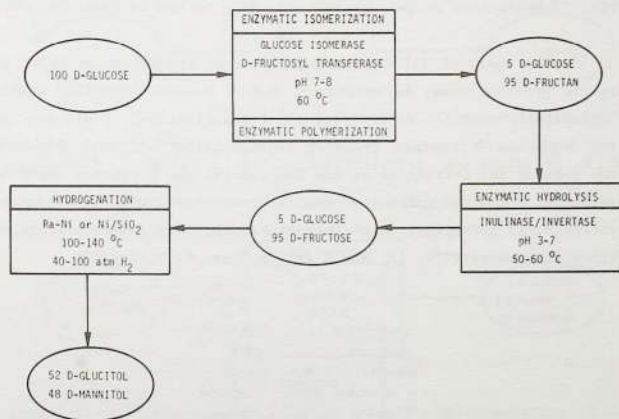 100 D-GLUCOSE
ENZYMATIC ISOMERIZATION
GLUCOSE ISOMERASE
D-FRUCTOSYL TRANSFERASE
pH 7-8
60 °C
ENZYMATIC POLYMERIZATION
5 D-GLUCOSE
95 D-FRUCTAN
ENZYMATIC HYDROLYSIS
INULINASE/INVERTASE
pH 3-7
50-60 °C
5 D-GLUCOSE
95 D-FRUCTOSE
HYDROGENATION
Ra-Ni or Ni/SiO₂
100-140 °C
40-100 atm H₂
52 D-GLUCITOL
48 D-MANNITOL